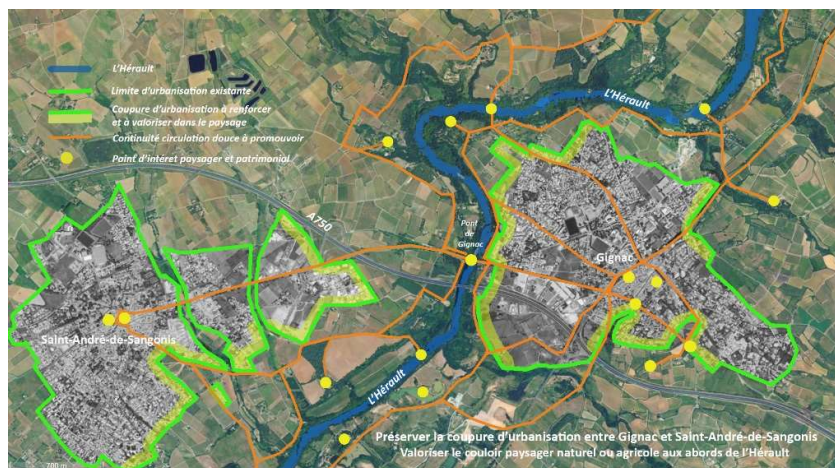 L'Hérault
Limite d'urbanisation existante
Coupure d'urbanisation à renforcer
et à valoriser dans le paysage
Continuité circulation douce à promouvoir
Point d'intéret paysager et patrimonial
L'Hérault
A750
Pont
de
Gignac
Gignac
Saint-André-de-Sangonis
L'Hérault
Préserver la coupure d'urbanisation entre Gignac et Saint-André-de-Sangonis
Valoriser le couloir paysager naturel ou agricole aux abords de l'Hérault
700 m